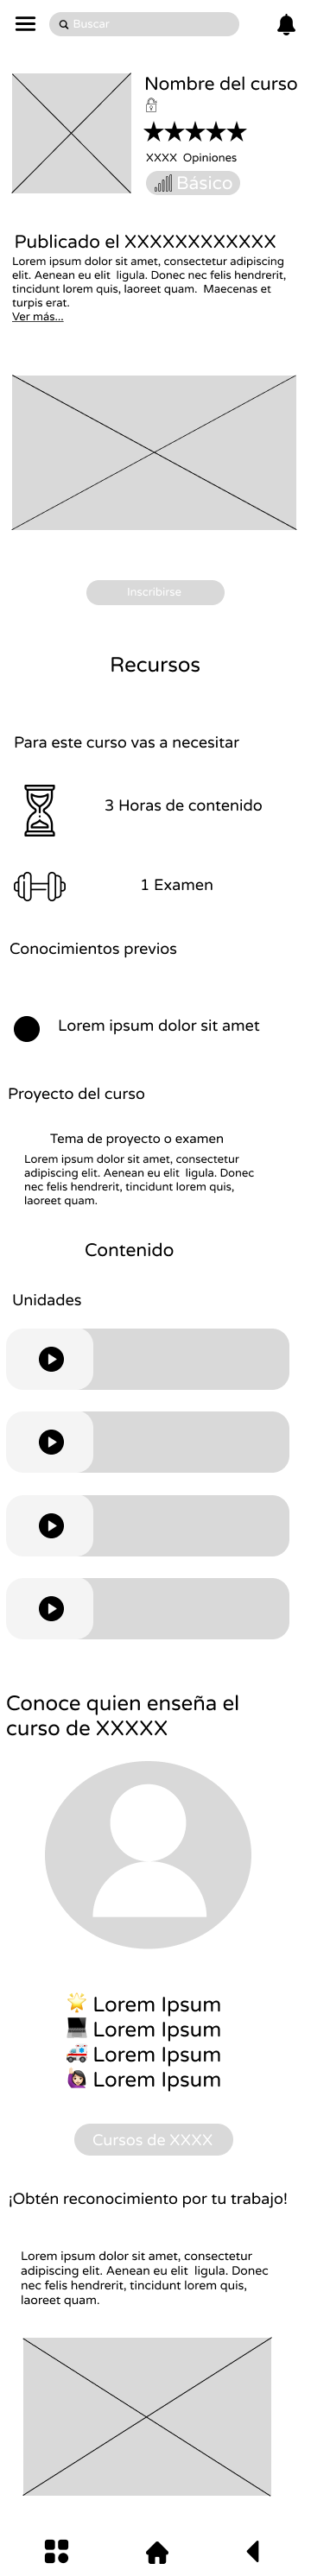 Buscar
Nombre del curso
XXXX Opiniones
Básico
Publicado el XXXXXXXXXXXX
Lorem ipsum dolor sit amet, consectetur adipiscing
elit. Aenean eu elit ligula. Donec nec felis hendrerit,
tincidunt lorem quis, laoreet quam. Maecenas et
turpis erat.
Ver más...
Inscribirse
Recursos
Para este curso vas a necesitar
3 Horas de contenido
1 Examen
Conocimientos previos
Lorem ipsum dolor sit amet
Proyecto del curso
Tema de proyecto o examen
Lorem ipsum dolor sit amet, consectetur
adipiscing elit. Aenean eu elit ligula. Donec
nec felis hendrerit, tincidunt lorem quis,
laoreet quam.
Contenido
Unidades
Conoce quien enseña el
curso de XXXXX
Lorem Ipsum
Lorem Ipsum
Lorem Ipsum
Lorem Ipsum
Cursos de XXXX
¡Obtén reconocimiento por tu trabajo!
Lorem ipsum dolor sit amet, consectetur
adipiscing elit. Aenean eu elit ligula. Donec
nec felis hendrerit, tincidunt lorem quis,
laoreet quam.